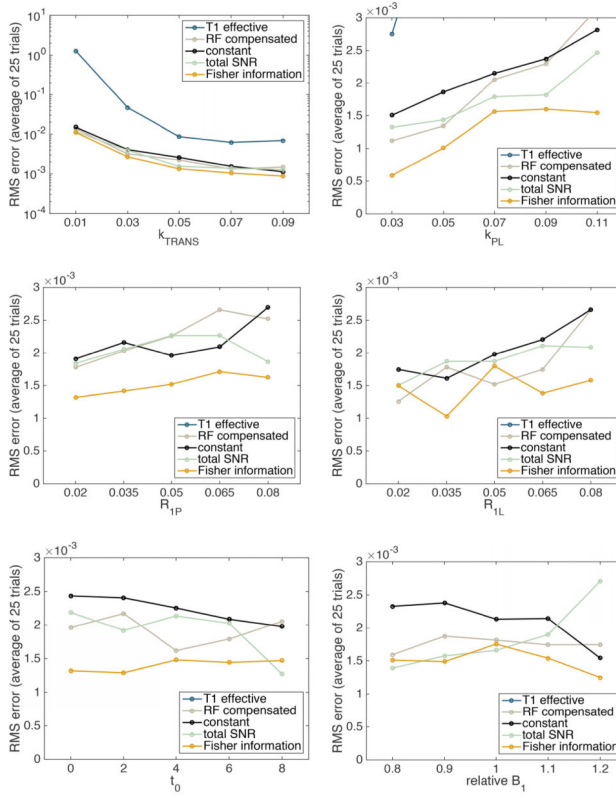 10^1
10^0
10^-1
10^-2
10^-3
10^-4
RMS error (average of 25 trials)
T1 effective
RF compensated
constant
total SNR
Fisher information
0.01 0.03 0.05 0.07 0.09
k_TRANS
×10^-3
3
2.5
2
1.5
1
0.5
0
RMS error (average of 25 trials)
T1 effective
RF compensated
constant
total SNR
Fisher information
0.03 0.05 0.07 0.09 0.11
k_PL
×10^-3
3
2.5
2
1.5
1
0.5
0
RMS error (average of 25 trials)
T1 effective
RF compensated
constant
total SNR
Fisher information
0.02 0.035 0.05 0.065 0.08
R_1P
×10^-3
3
2.5
2
1.5
1
0.5
0
RMS error (average of 25 trials)
T1 effective
RF compensated
constant
total SNR
Fisher information
0.02 0.035 0.05 0.065 0.08
R_1L
×10^-3
3
2.5
2
1.5
1
0.5
0
RMS error (average of 25 trials)
T1 effective
RF compensated
constant
total SNR
Fisher information
0 2 4 6 8
t_0
×10^-3
3
2.5
2
1.5
1
0.5
0
RMS error (average of 25 trials)
T1 effective
RF compensated
constant
total SNR
Fisher information
0.8 0.9 1 1.1 1.2
relative B_1